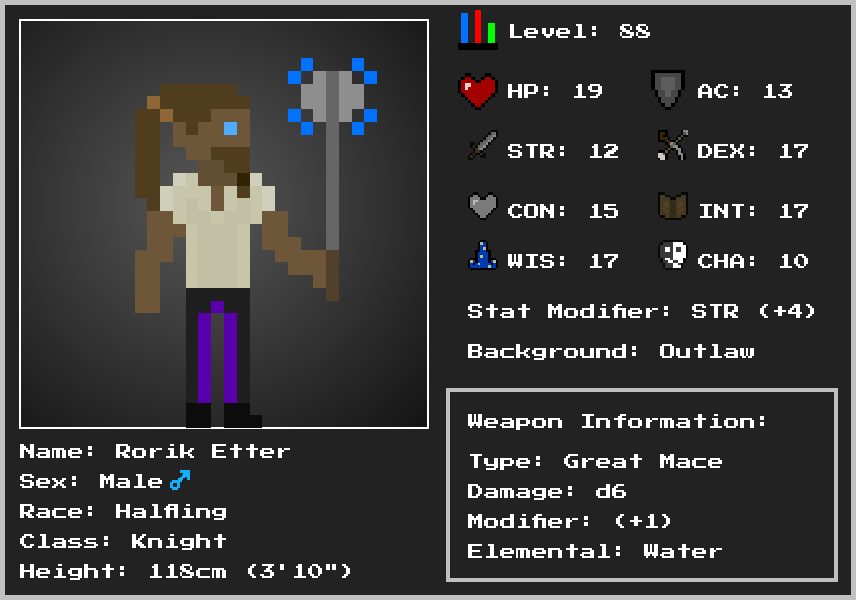 Level: 88
HP: 19
AC: 13
STR: 12
DEX: 17
CON: 15
INT: 17
WIS: 17
CHA: 10
Stat Modifier: STR (+4)
Background: Outlaw
Weapon Information:
Type: Great Mace
Damage: d6
Modifier: (+1)
Elemental: Water
Name: Rorik Etter
Sex: Male ♂
Race: Halfling
Class: Knight
Height: 118cm (3'10")